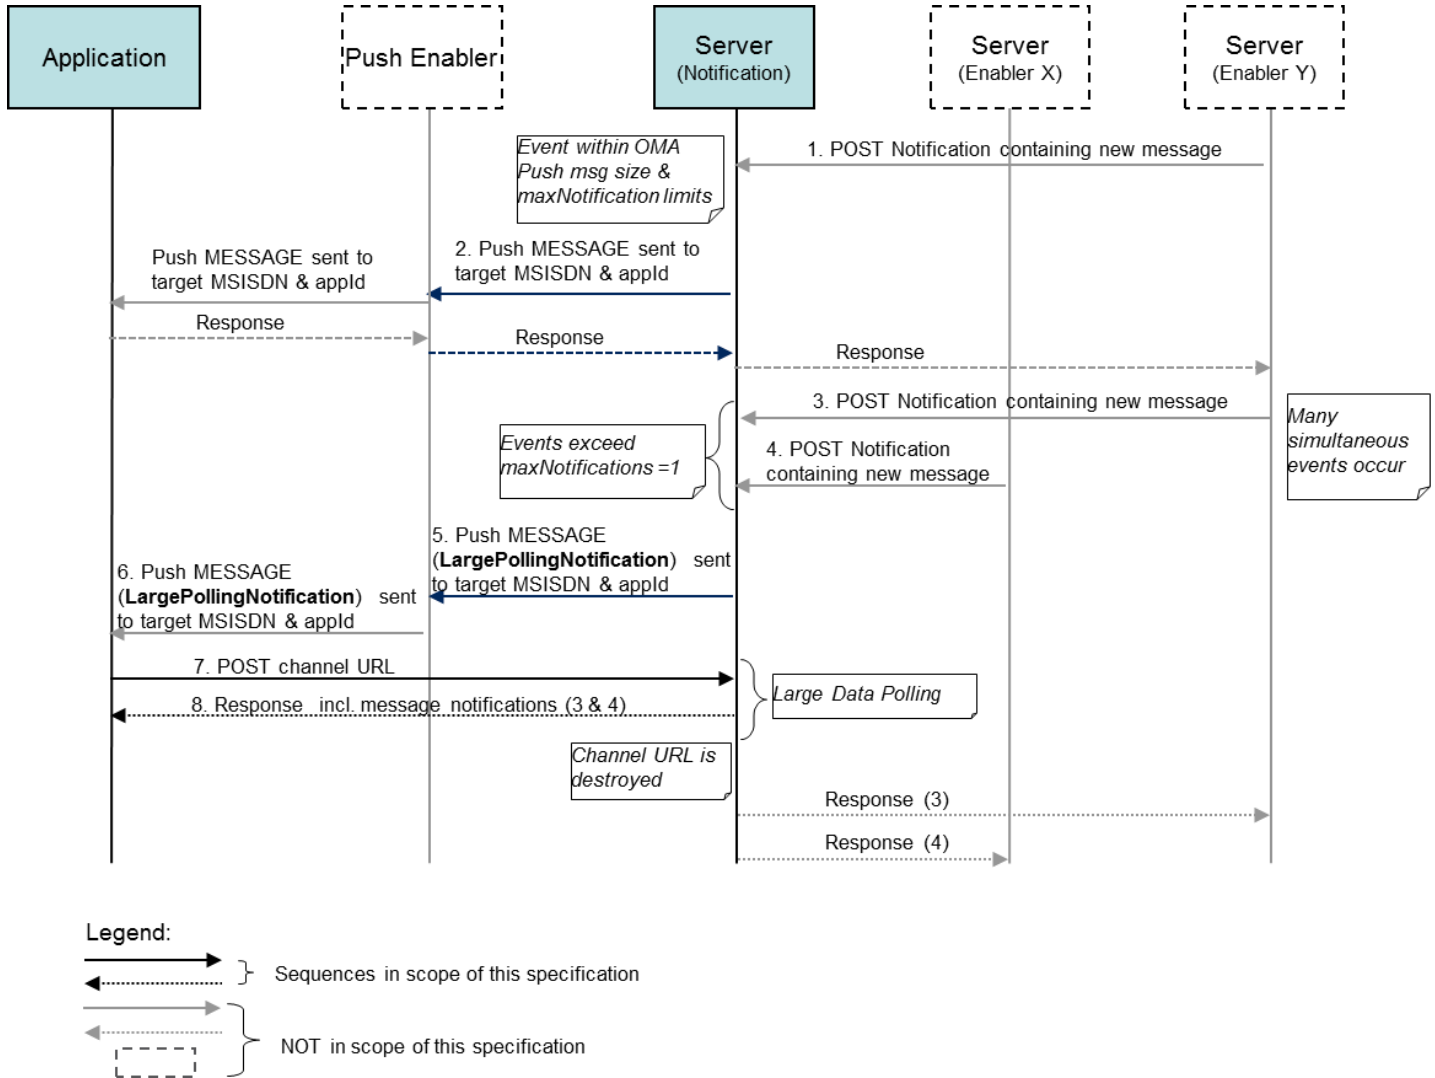 Application
Push Enabler
Server
(Notification)
Server
(Enabler X)
Server
(Enabler Y)
Event within OMA
Push msg size &
maxNotification limits
1. POST Notification containing new message
Push MESSAGE sent to
target MSISDN & appId
2. Push MESSAGE sent to
target MSISDN & appId
Response
Response
Response
3. POST Notification containing new message
Many
simultaneous
events occur
Events exceed
maxNotifications =1
4. POST Notification
containing new message
5. Push MESSAGE
(LargePollingNotification) sent
to target MSISDN & appId
6. Push MESSAGE
(LargePollingNotification) sent
to target MSISDN & appId
7. POST channel URL
Large Data Polling
8. Response incl. message notifications (3 & 4)
Channel URL is
destroyed
Response (3)
Response (4)
Legend:
Sequences in scope of this specification
NOT in scope of this specification